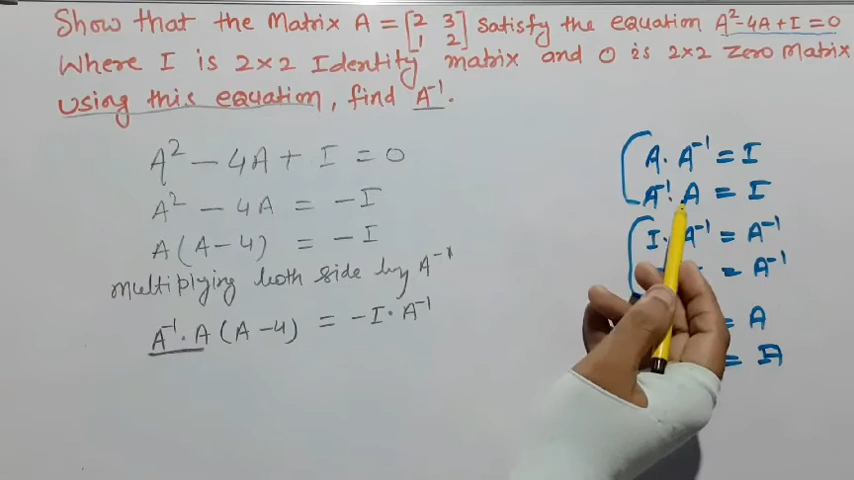 Show that the Matrix A = [2 3 1 2] satisfy the equation A² - 4A + I = 0
Where I is 2×2 Identity matrix and 0 is 2×2 Zero Matrix
using this equation, find A⁻¹.
A² - 4A + I = 0
A² - 4A = - I
A (A - 4) = - I
multiplying both side by A⁻¹
A⁻¹ · A (A - 4) = - I · A⁻¹
A · A⁻¹ = I
A⁻¹ · A = I
I · A⁻¹ = A⁻¹
= A⁻¹
= A
= A